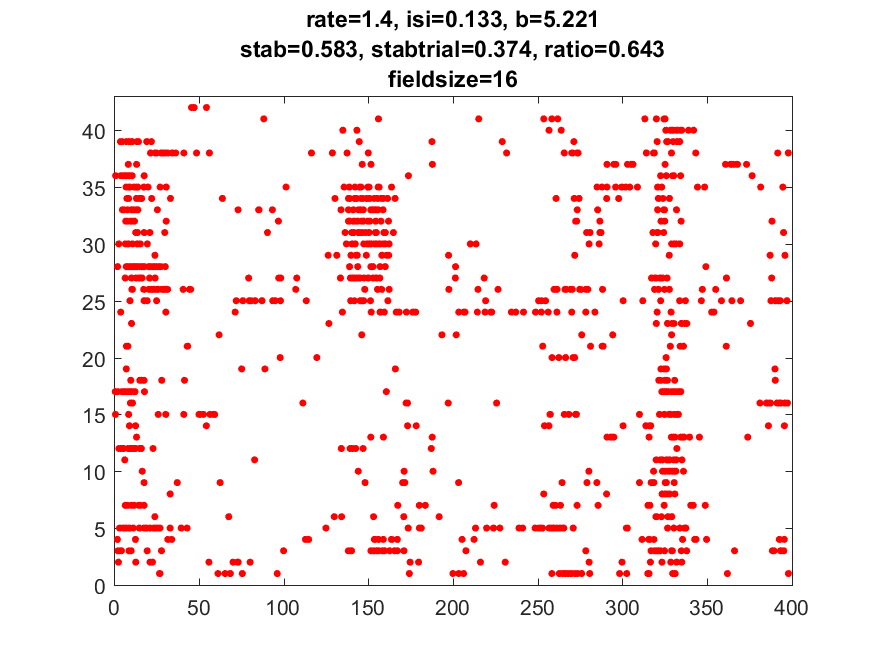 rate=1.4, isi=0.133, b=5.221
stab=0.583, stabtrial=0.374, ratio=0.643
fieldsize=16
40
35
30
25
20
15
10
5
0
0 50 100 150 200 250 300 350 400